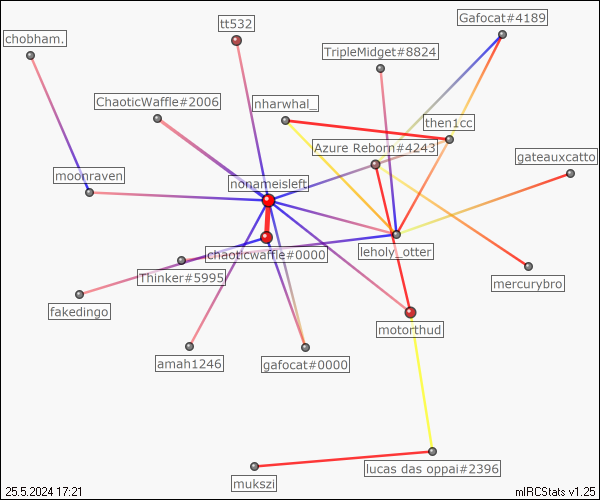 Gafocat#4189
tt532
chobham.
TripleMidget#8824
ChaoticWaffle#2006
nharwhal_
then1cc
Azure Reborn#4243
gateauxcatto
moonraven
nonameisleft
leholy_otter
chaoticwaffle#0000
Thinker#5995
mercurybro
fakedingo
motorthud
amah1246
gafocat#0000
lucas das oppai#2396
mukszi
25.5.2024 17:21
mIRCStats v1.25